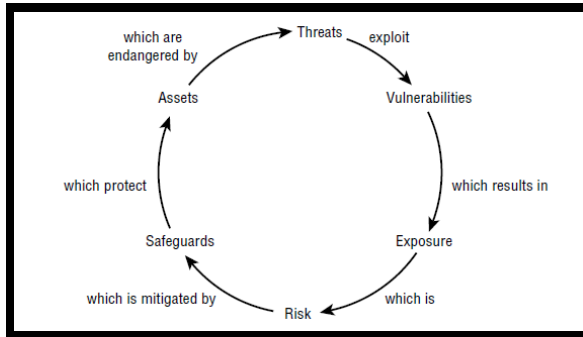 Threats
exploit
Vulnerabilities
which results in
Exposure
which is
Risk
which is mitigated by
Safeguards
which protect
Assets
which are
endangered by